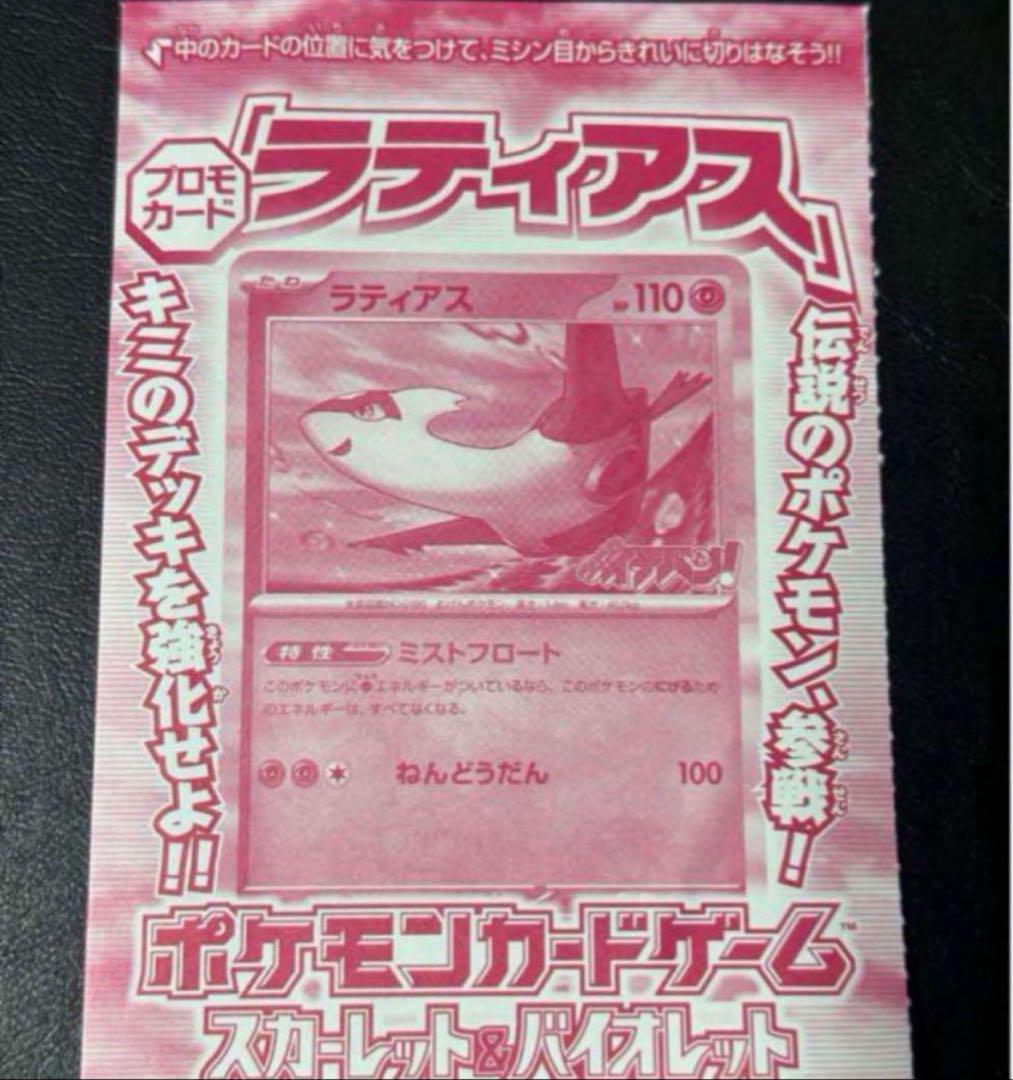 中のカードの位置に気をつけて、ミシン目からきれいに切りはなそう!!
プロモ
カード
「ラティアス」
伝説のポケモン、参戦!
キミのデッキを強化せよ!!
たね
ラティアス
HP110
特性 ミストフロート
このポケモンに超エネルギーがついているなら、このポケモンのにげるため
のエネルギーは、すべてなくなる。
ねんどうだん 100
ポケモンカードゲーム™
スカーレット&バイオレット